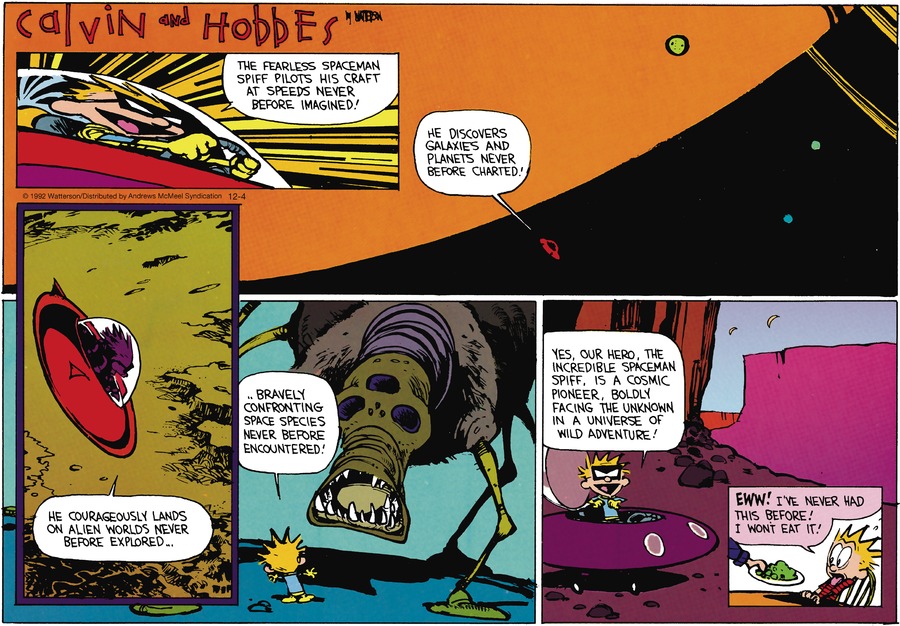 Calvin and Hobbes
by Watterson
THE FEARLESS SPACEMAN
SPIFF PILOTS HIS CRAFT
AT SPEEDS NEVER
BEFORE IMAGINED!
HE DISCOVERS
GALAXIES AND
PLANETS NEVER
BEFORE CHARTED!
© 1992 Watterson/Distributed by Andrews McMeel Syndication 12-4
HE COURAGEOUSLY LANDS
ON ALIEN WORLDS NEVER
BEFORE EXPLORED...
..BRAVELY
CONFRONTING
SPACE SPECIES
NEVER BEFORE
ENCOUNTERED!
YES, OUR HERO, THE
INCREDIBLE SPACEMAN
SPIFF, IS A COSMIC
PIONEER, BOLDLY
FACING THE UNKNOWN
IN A UNIVERSE OF
WILD ADVENTURE!
EWW! I'VE NEVER HAD
THIS BEFORE!
I WON'T EAT IT!